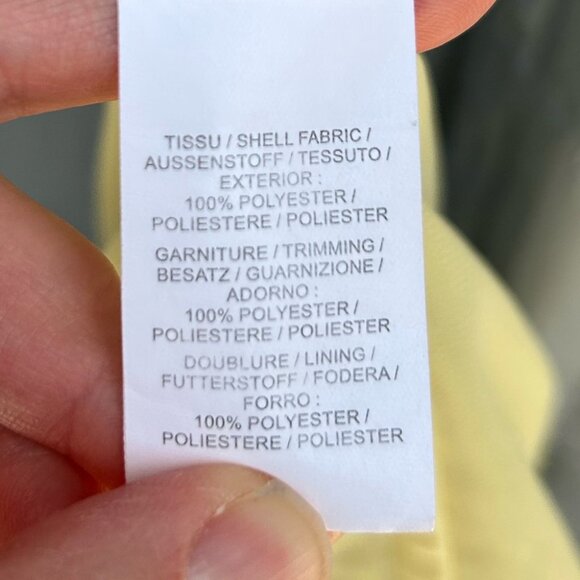 TISSU / SHELL FABRIC /
AUSSENSTOFF / TESSUTO /
EXTERIOR :
100% POLYESTER /
POLIESTERE / POLIESTER
GARNITURE / TRIMMING /
BESATZ / GUARNIZIONE /
ADORNO :
100% POLYESTER /
POLIESTERE / POLIESTER
DOUBLURE / LINING /
FUTTERSTOFF / FODERA /
FORRO :
100% POLYESTER /
POLIESTERE / POLIESTER